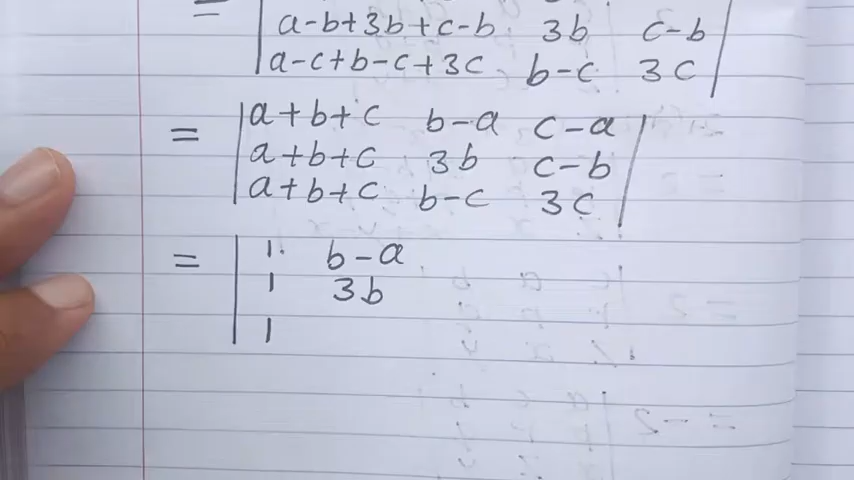 = | a-b+3b+c-b 3b c-b |
| a-c+b-c+3c b-c 3c |
= | a+b+c b-a c-a |
| a+b+c 3b c-b |
| a+b+c b-c 3c |
= | 1 b-a
| 1 3b
| 1